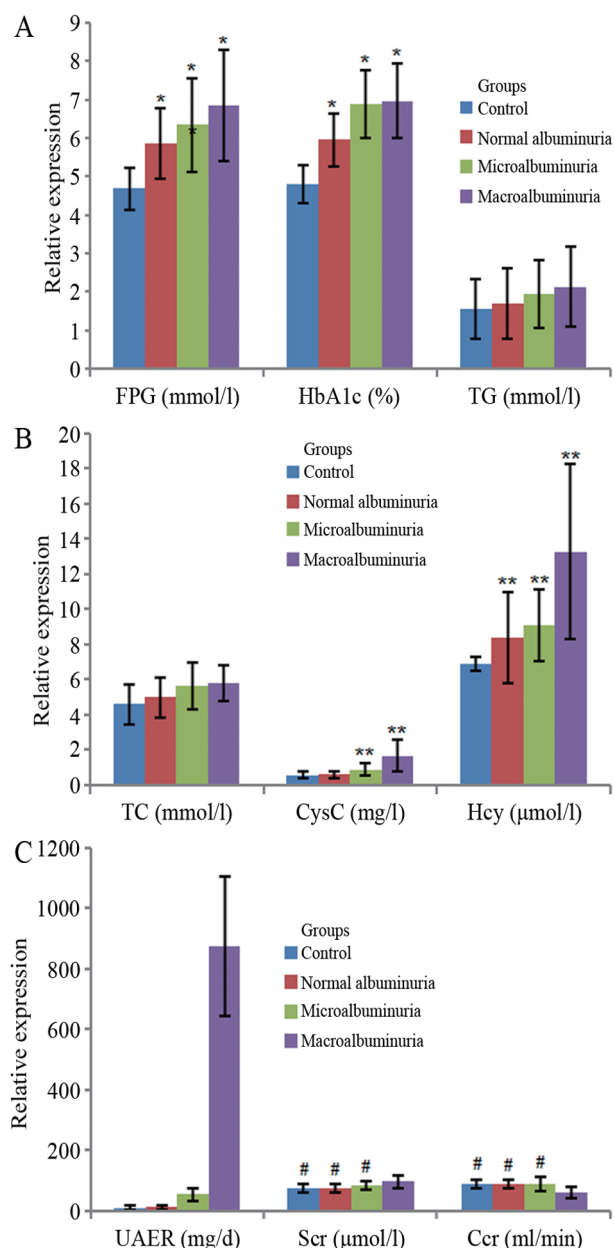 A
9
8
7
6
5
4
3
2
1
0
Relative expression
* * * *
* * *
Groups
Control
Normal albuminuria
Microalbuminuria
Macroalbuminuria
FPG (mmol/l) HbA1c (%) TG (mmol/l)
B
20
18
16
14
12
10
8
6
4
2
0
Relative expression
Groups
Control
Normal albuminuria
Microalbuminuria
Macroalbuminuria
** **
** ** **
TC (mmol/l) CysC (mg/l) Hcy (μmol/l)
C
1200
1000
800
600
400
200
0
Relative expression
Groups
Control
Normal albuminuria
Microalbuminuria
Macroalbuminuria
# # # # # #
UAER (mg/d) Scr (μmol/l) Ccr (ml/min)